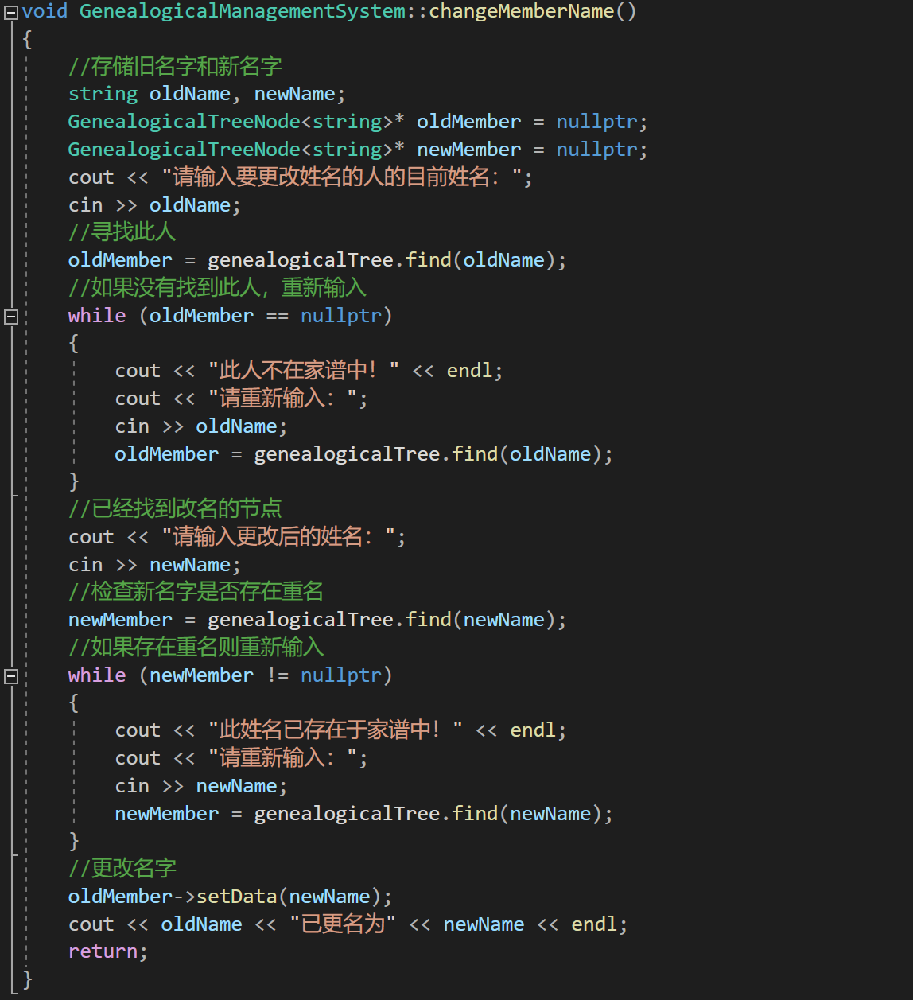 void GenealogicalManagementSystem::changeMemberName()
{
//存储旧名字和新名字
string oldName, newName;
GenealogicalTreeNode<string>* oldMember = nullptr;
GenealogicalTreeNode<string>* newMember = nullptr;
cout << "请输入要更改姓名的人的目前姓名：";
cin >> oldName;
//寻找此人
oldMember = genealogicalTree.find(oldName);
//如果没有找到此人，重新输入
while (oldMember == nullptr)
{
cout << "此人不在家谱中！" << endl;
cout << "请重新输入：";
cin >> oldName;
oldMember = genealogicalTree.find(oldName);
}
//已经找到改名的节点
cout << "请输入更改后的姓名：";
cin >> newName;
//检查新名字是否存在重名
newMember = genealogicalTree.find(newName);
//如果存在重名则重新输入
while (newMember != nullptr)
{
cout << "此姓名已存在于家谱中！" << endl;
cout << "请重新输入：";
cin >> newName;
newMember = genealogicalTree.find(newName);
}
//更改名字
oldMember->setData(newName);
cout << oldName << "已更名为" << newName << endl;
return;
}